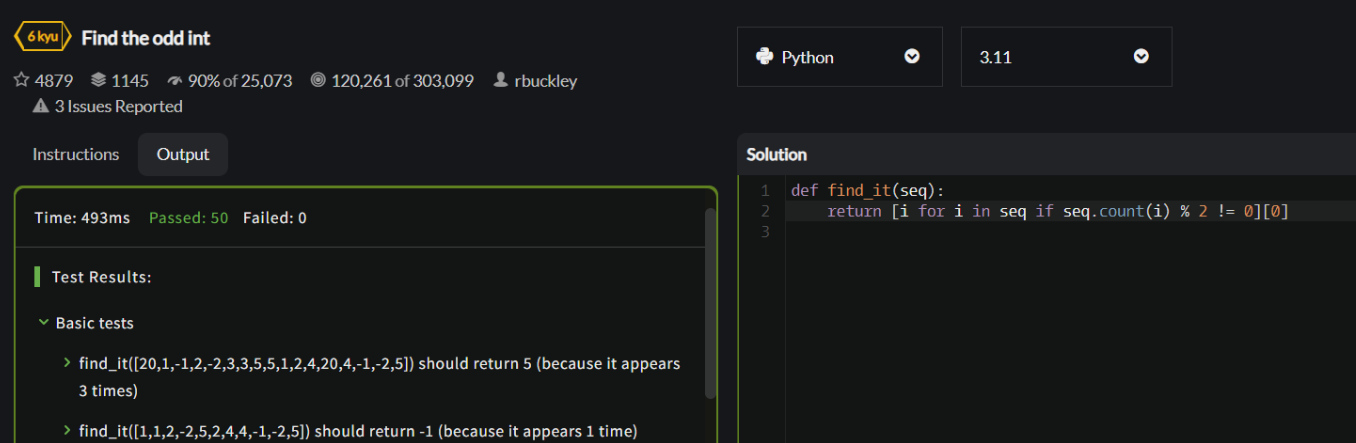 6 kyu Find the odd int
4879 1145 90% of 25,073 120,261 of 303,099 rbuckley
3 Issues Reported
Python 3.11
Instructions Output
Time: 493ms Passed: 50 Failed: 0
Test Results:
Basic tests
find_it([20,1,-1,2,-2,3,3,5,5,1,2,4,20,4,-1,-2,5]) should return 5 (because it appears
3 times)
find_it([1,1,2,-2,5,2,4,4,-1,-2,5]) should return -1 (because it appears 1 time)
Solution
1 def find_it(seq):
2     return [i for i in seq if seq.count(i) % 2 != 0][0]
3